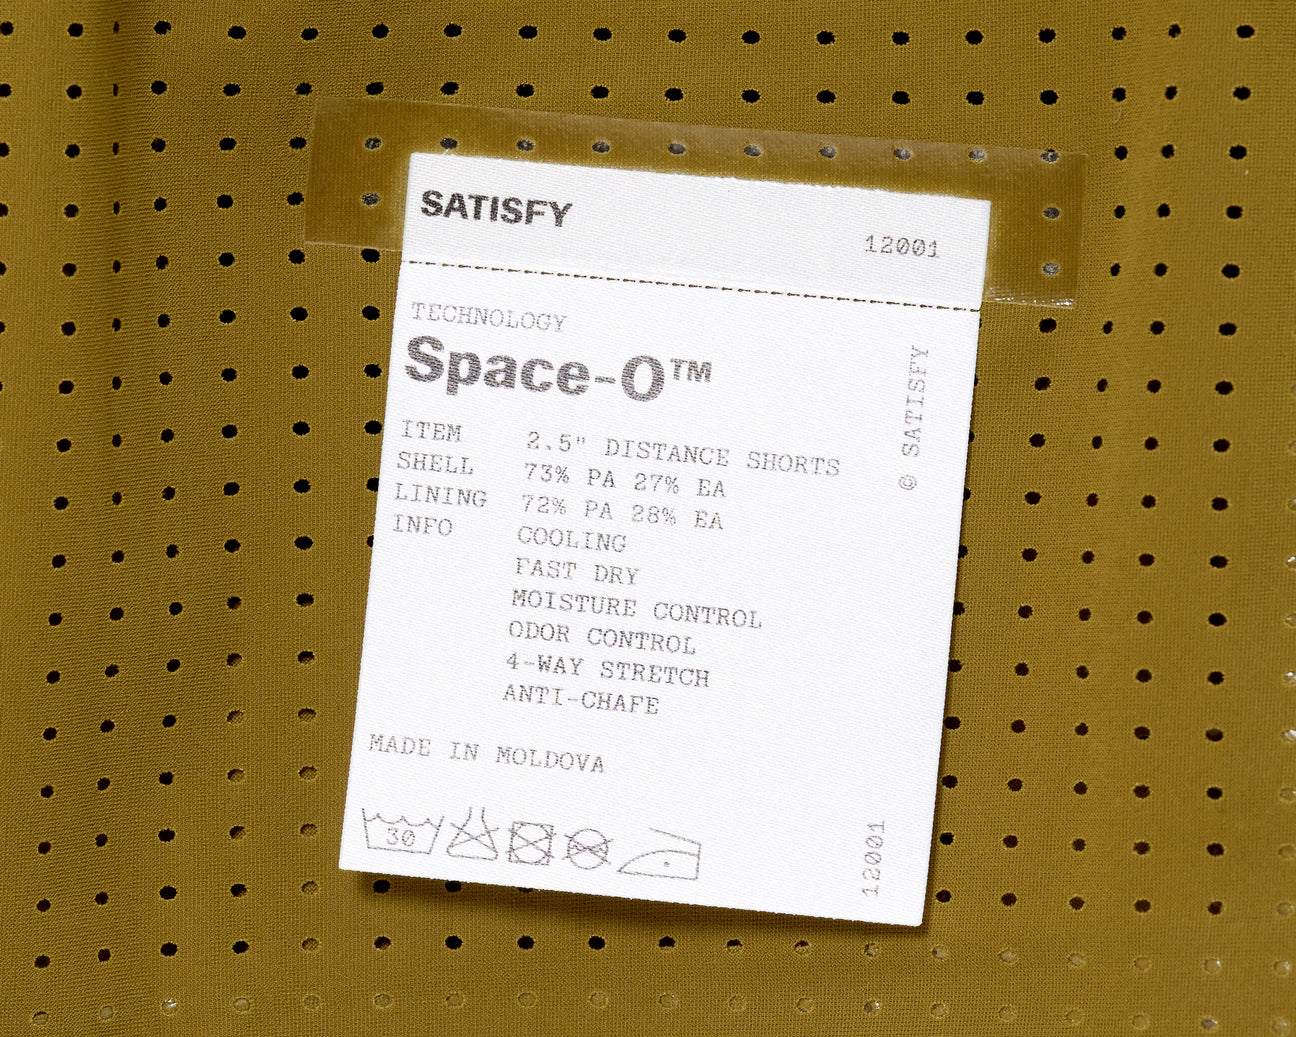 SATISFY
12001
TECHNOLOGY
Space-O™
ITEM 2.5" DISTANCE SHORTS
SHELL 73% PA 27% EA
LINING 72% PA 28% EA
INFO COOLING
FAST DRY
MOISTURE CONTROL
ODOR CONTROL
4-WAY STRETCH
ANTI-CHAFE
MADE IN MOLDOVA
30
© SATISFY
12001